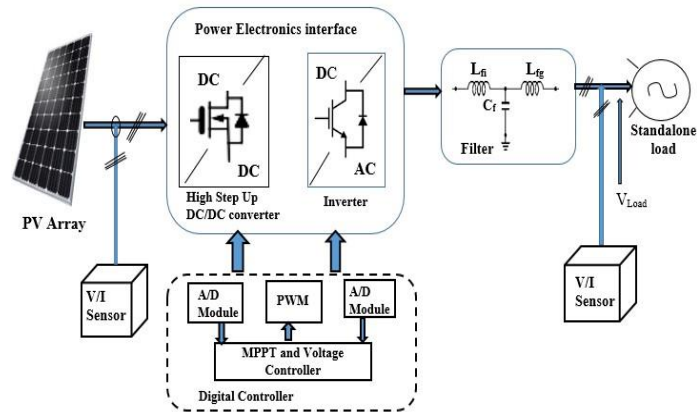 Power Electronics interface
DC
DC
High Step Up
DC/DC converter
DC
AC
Inverter
PV Array
V/I
Sensor
Lfi
Lfg
Cf
Filter
Standalone
load
VLoad
V/I
Sensor
A/D
Module
PWM
A/D
Module
MPPT and Voltage
Controller
Digital Controller